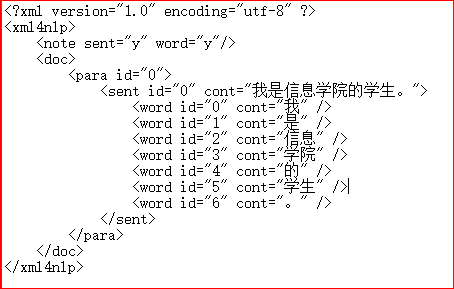 <?xml version="1.0" encoding="utf-8" ?>
<xml4nlp>
<note sent="y" word="y"/>
<doc>
<para id="0">
<sent id="0" cont="我是信息学院的学生。">
<word id="0" cont="我" />
<word id="1" cont="是" />
<word id="2" cont="信息" />
<word id="3" cont="学院" />
<word id="4" cont="的" />
<word id="5" cont="学生" />
<word id="6" cont="。" />
</sent>
</para>
</doc>
</xml4nlp>